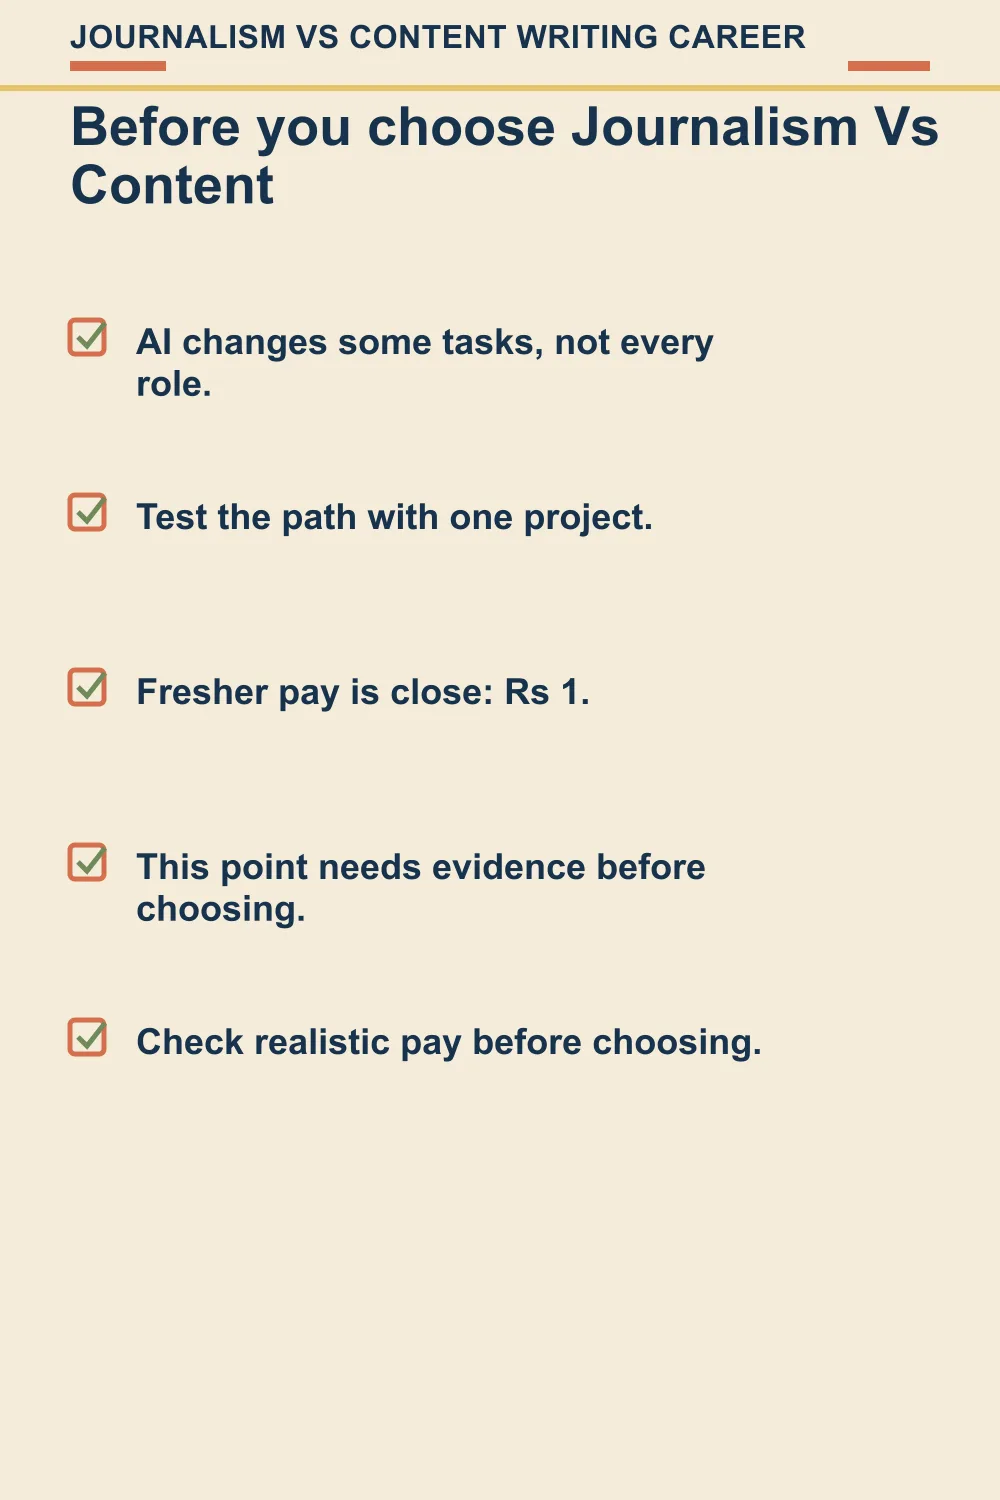 JOURNALISM VS CONTENT WRITING CAREER
Before you choose Journalism Vs
Content
AI changes some tasks, not every
role.
Test the path with one project.
Fresher pay is close: Rs 1.
This point needs evidence before
choosing.
Check realistic pay before choosing.